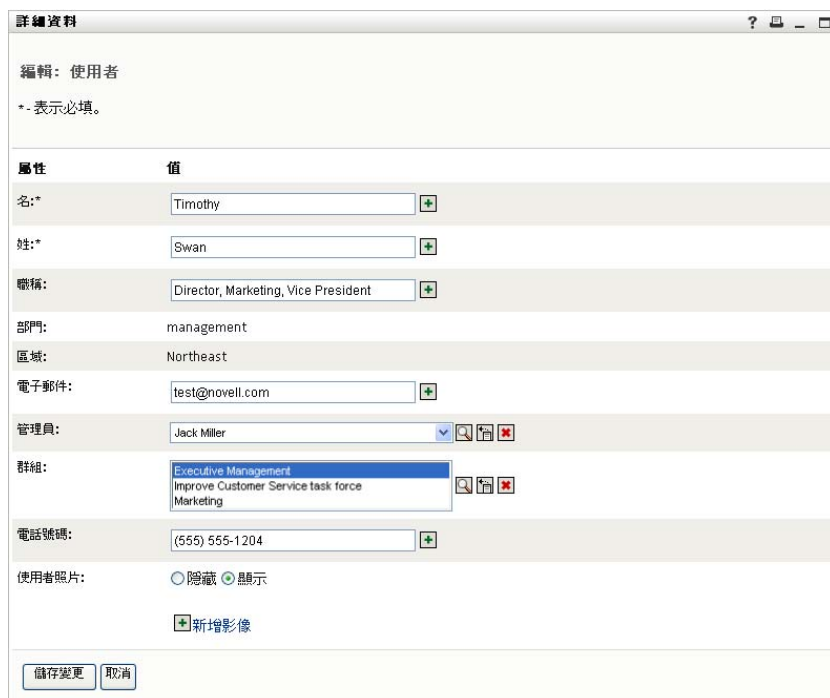 詳細資料
編輯: 使用者
*- 表示必填。
屬性 值
名:* Timothy
姓:* Swan
職稱: Director, Marketing, Vice President
部門: management
區域: Northeast
電子郵件: test@novell.com
管理員: Jack Miller
群組: Executive Management
Improve Customer Service task force
Marketing
電話號碼: (555) 555-1204
使用者照片: 隱藏 顯示
新增影像
儲存變更 取消